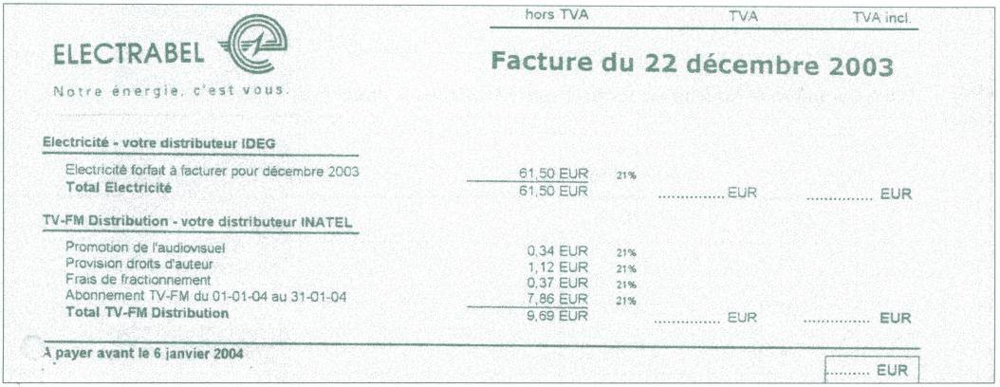 hors TVA TVA TVA incl.
ELECTRABEL
Facture du 22 décembre 2003
Notre énergie, c'est vous.
Electricité - votre distributeur IDEG
Electricité forfait à facturer pour décembre 2003 61,50 EUR 21%
Total Electricité 61,50 EUR .............. EUR .............. EUR
TV-FM Distribution - votre distributeur INATEL
Promotion de l'audiovisuel 0,34 EUR 21%
Provision droits d'auteur 1,12 EUR 21%
Frais de fractionnement 0,37 EUR 21%
Abonnement TV-FM du 01-01-04 au 31-01-04 7,86 EUR 21%
Total TV-FM Distribution 9,69 EUR .............. EUR .............. EUR
A payer avant le 6 janvier 2004
.......... EUR